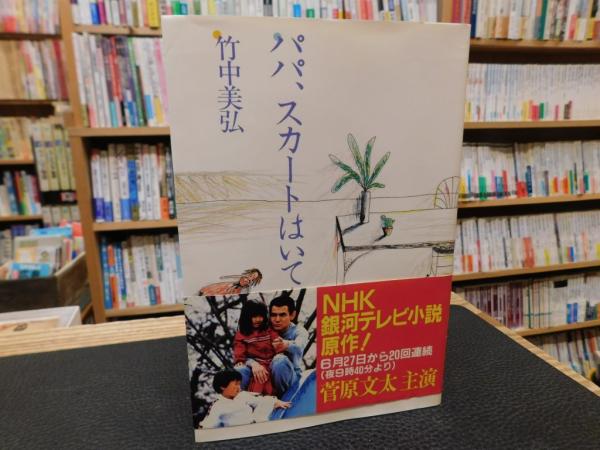 パパ、スカートはいて
竹中美弘
NHK
銀河テレビ小説
原作!
6月27日から20回連続
(夜9時40分より)
菅原文太 主演